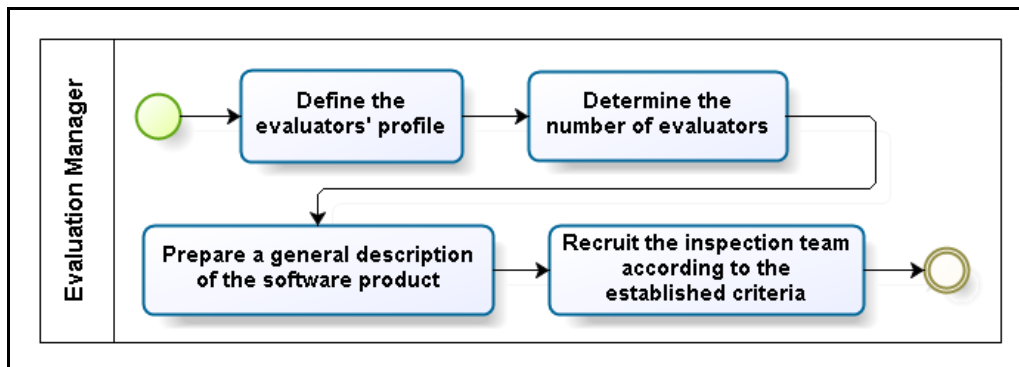 Evaluation Manager
Define the
evaluators' profile
Determine the
number of evaluators
Prepare a general description
of the software product
Recruit the inspection team
according to the
established criteria